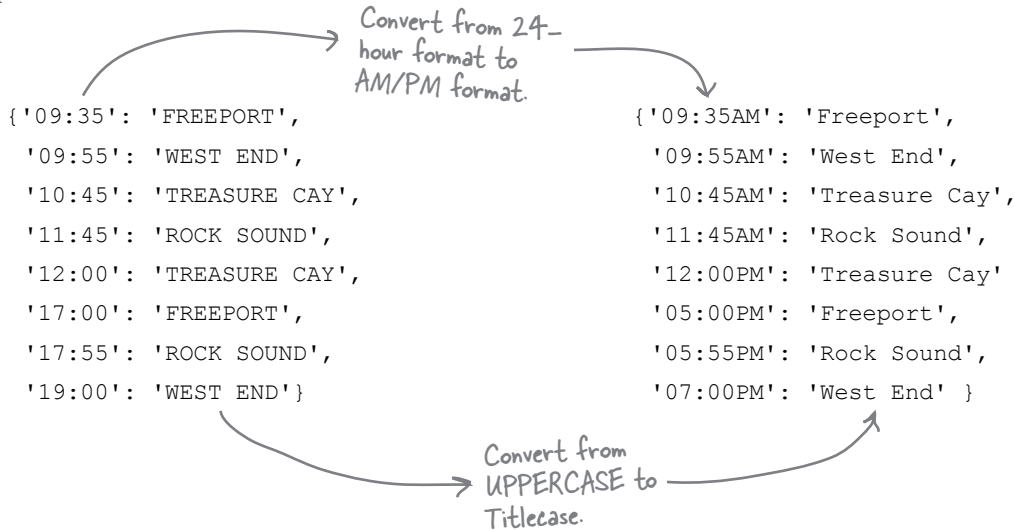 Convert from 24-
hour format to
AM/PM format.
{'09:35': 'FREEPORT',
'09:55': 'WEST END',
'10:45': 'TREASURE CAY',
'11:45': 'ROCK SOUND',
'12:00': 'TREASURE CAY',
'17:00': 'FREEPORT',
'17:55': 'ROCK SOUND',
'19:00': 'WEST END'}
{'09:35AM': 'Freeport',
'09:55AM': 'West End',
'10:45AM': 'Treasure Cay',
'11:45AM': 'Rock Sound',
'12:00PM': 'Treasure Cay'
'05:00PM': 'Freeport',
'05:55PM': 'Rock Sound',
'07:00PM': 'West End' }
Convert from
UPPERCASE to
Titlecase.